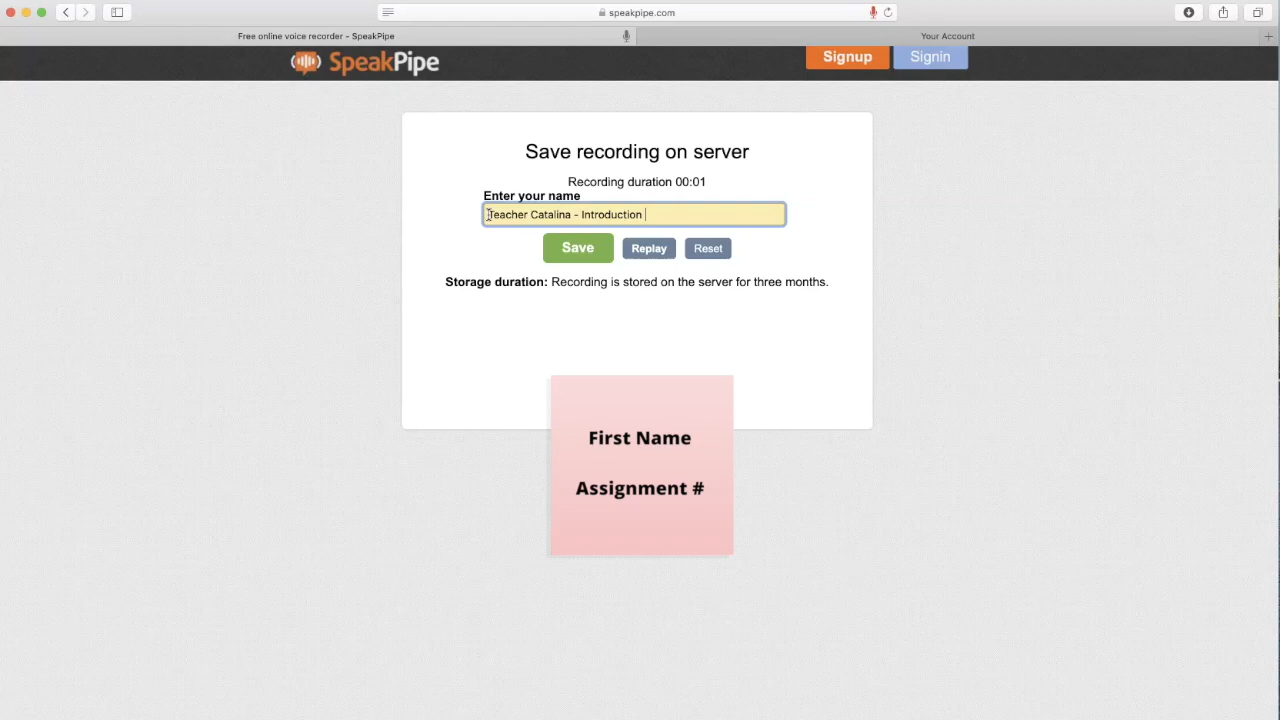 speakpipe.com
Free online voice recorder - SpeakPipe
Your Account
SpeakPipe
Signup
Signin
Save recording on server
Recording duration 00:01
Enter your name
Teacher Catalina - Introduction
Save
Replay
Reset
Storage duration: Recording is stored on the server for three months.
First Name
Assignment #